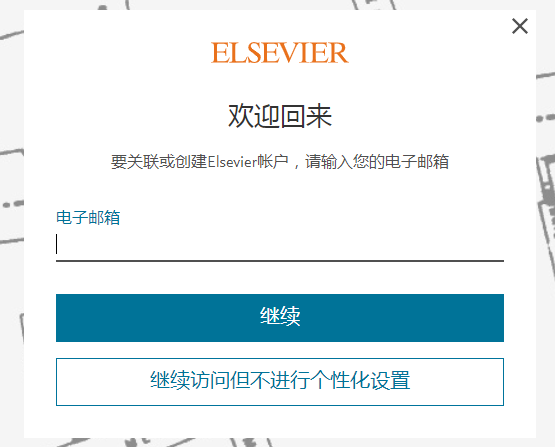 ELSEVIER
欢迎回来
要关联或创建Elsevier帐户，请输入您的电子邮箱
电子邮箱
继续
继续访问但不进行个性化设置